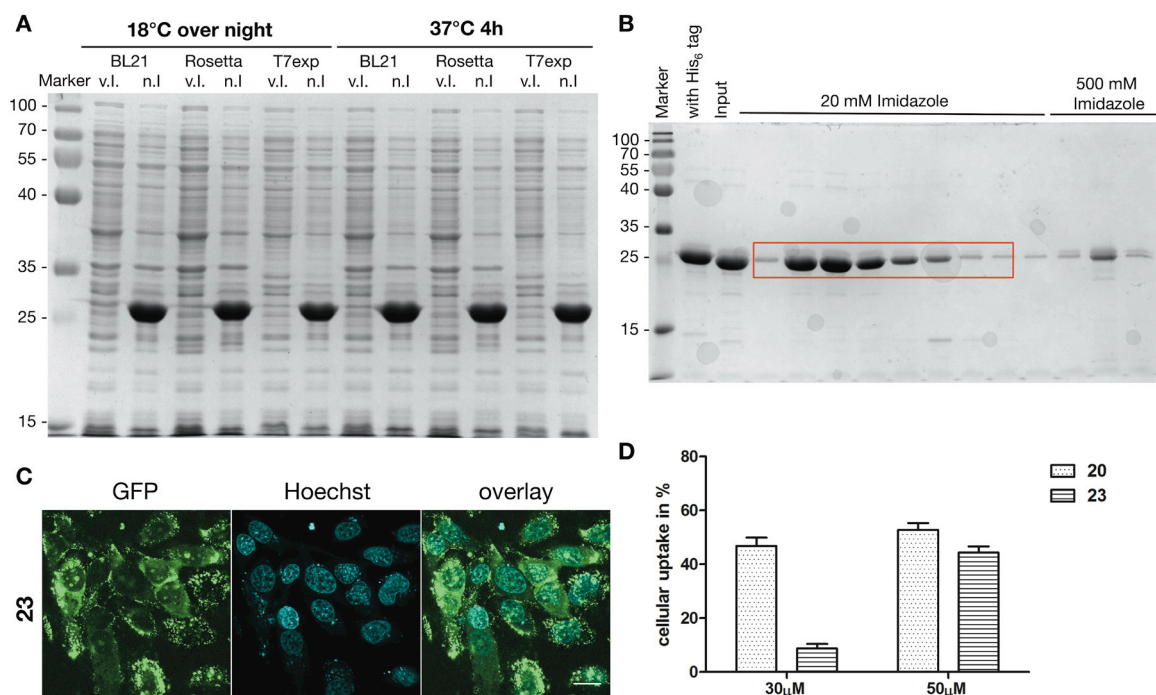 A
18°C over night 37°C 4h
BL21 Rosetta T7exp BL21 Rosetta T7exp
Marker v.I. n.I v.I. n.I v.I. n.I v.I. n.I v.I. n.I v.I. n.I
100 -
70 -
55 -
40 -
35 -
25 -
15 -
B
Marker
with His6 tag
Input
20 mM Imidazole
500 mM
Imidazole
100
70
55
40
35
25
15
C
GFP Hoechst overlay
23
D
cellular uptake in %
80
60
40
20
0
30µM 50µM
20
23